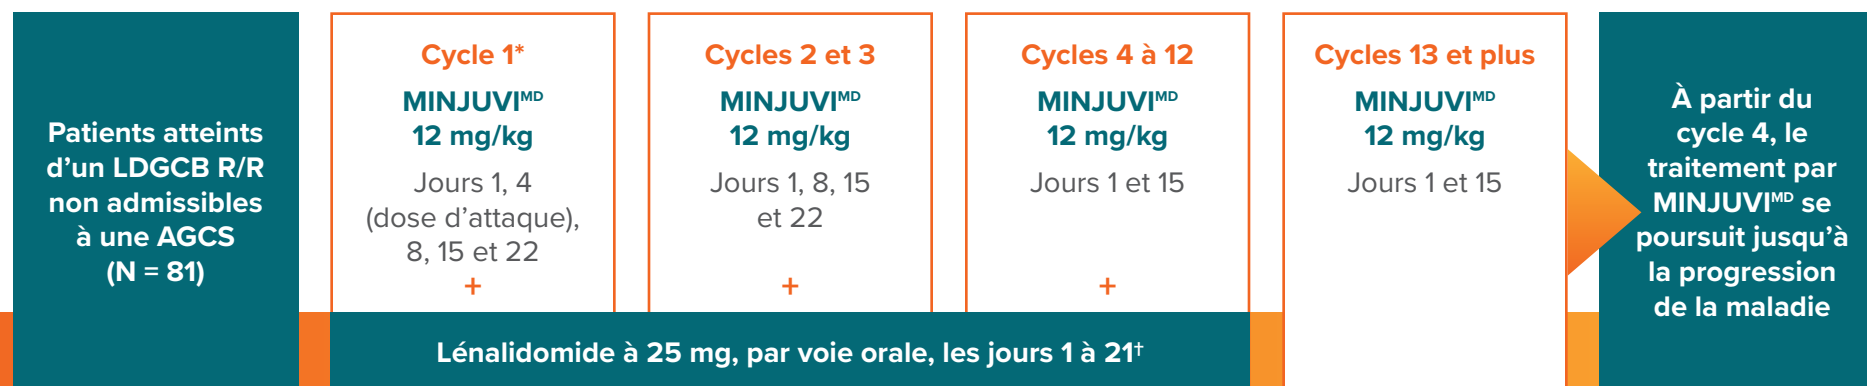 Patients atteints
d’un LDGCB R/R
non admissibles
à une AGCS
(N = 81)
Cycle 1*
MINJUVIMD
12 mg/kg
Jours 1, 4
(dose d’attaque),
8, 15 et 22
+
Cycles 2 et 3
MINJUVIMD
12 mg/kg
Jours 1, 8, 15
et 22
+
Cycles 4 à 12
MINJUVIMD
12 mg/kg
Jours 1 et 15
+
Cycles 13 et plus
MINJUVIMD
12 mg/kg
Jours 1 et 15
Lénalidomide à 25 mg, par voie orale, les jours 1 à 21†
À partir du
cycle 4, le
traitement par
MINJUVIMD se
poursuit jusqu’à
la progression
de la maladie